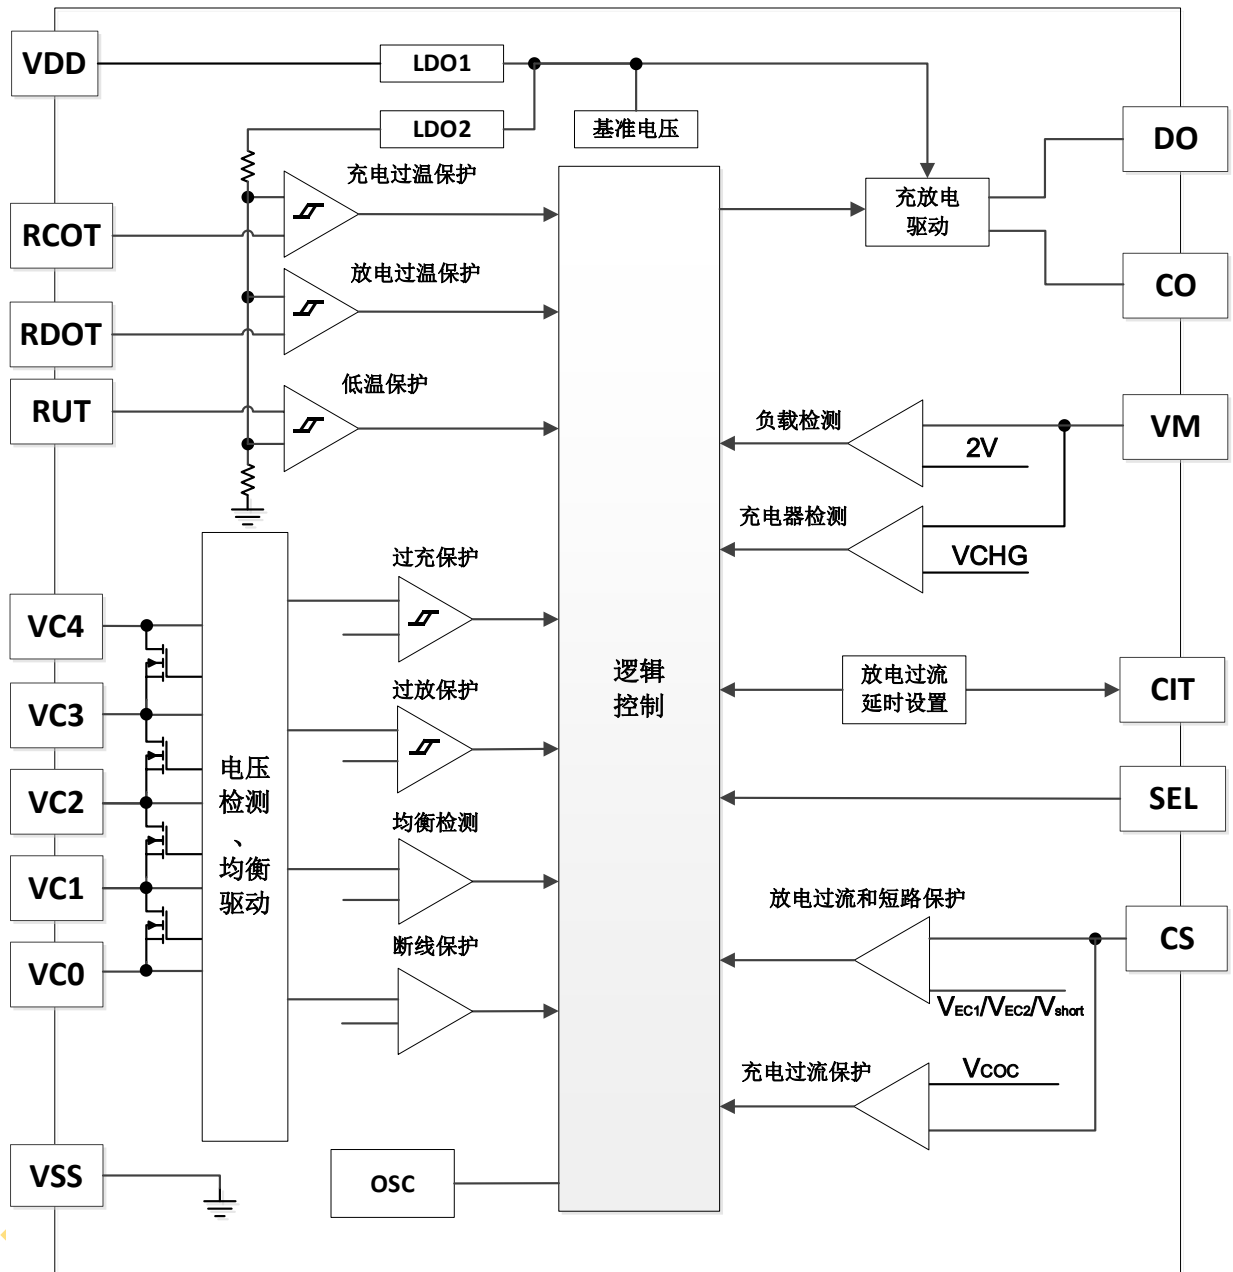 VDD
LDO1
LDO2
基准电压
DO
充电过温保护
充放电
驱动
RCOT
放电过温保护
CO
RDOT
低温保护
RUT
负载检测
2V
VM
充电器检测
VCHG
过充保护
VC4
逻辑
控制
过放保护
放电过流
延时设置
CIT
VC3
电压
检测
、
均衡
驱动
VC2
SEL
均衡检测
VC1
放电过流和短路保护
CS
断线保护
VC0
VEC1/VEC2/Vshort
充电过流保护
VCOC
VSS
OSC